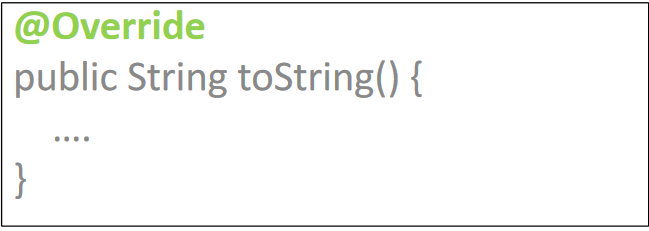 @Override
public String toString() {
    ....
}